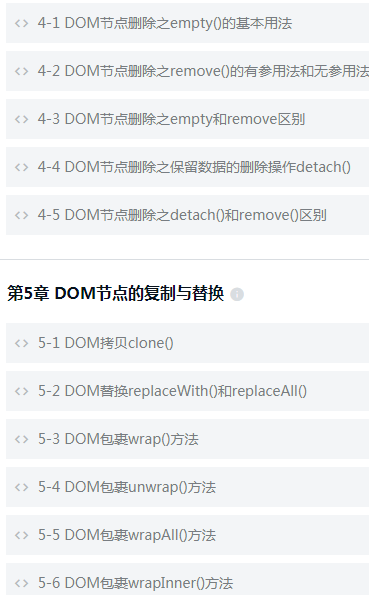 4-1 DOM节点删除之empty()的基本用法
4-2 DOM节点删除之remove()的有参用法和无参用法
4-3 DOM节点删除之empty和remove区别
4-4 DOM节点删除之保留数据的删除操作detach()
4-5 DOM节点删除之detach()和remove()区别
第5章 DOM节点的复制与替换
5-1 DOM拷贝clone()
5-2 DOM替换replaceWith()和replaceAll()
5-3 DOM包裹wrap()方法
5-4 DOM包裹unwrap()方法
5-5 DOM包裹wrapAll()方法
5-6 DOM包裹wrapInner()方法